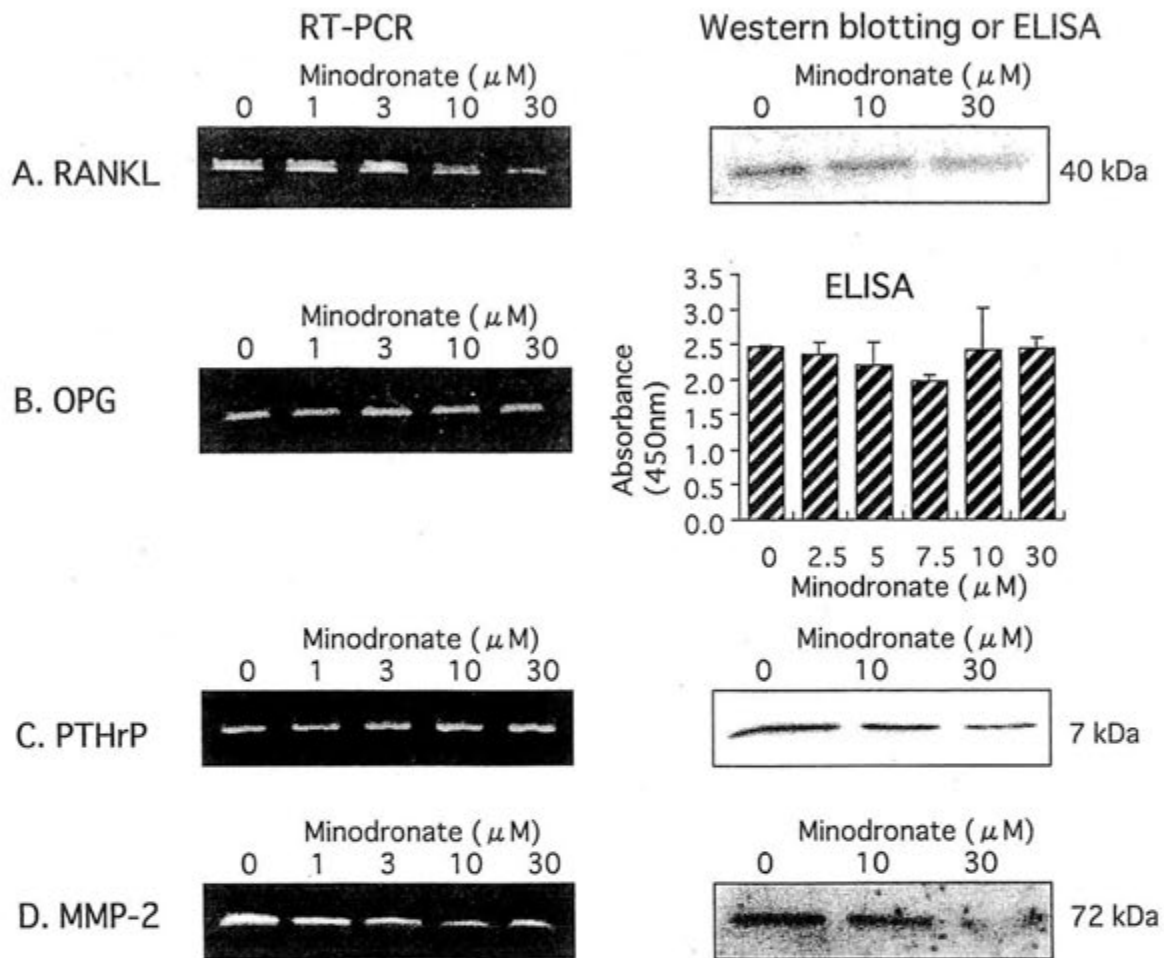 RT-PCR
Western blotting or ELISA
Minodronate (μM)
0 1 3 10 30
Minodronate (μM)
0 10 30
A. RANKL
40 kDa
Minodronate (μM)
0 1 3 10 30
B. OPG
ELISA
Absorbance
(450nm)
3.5
3.0
2.5
2.0
1.5
1.0
0.5
0.0
0 2.5 5 7.5 10 30
Minodronate (μM)
Minodronate (μM)
0 1 3 10 30
Minodronate (μM)
0 10 30
C. PTHrP
7 kDa
Minodronate (μM)
0 1 3 10 30
Minodronate (μM)
0 10 30
D. MMP-2
72 kDa